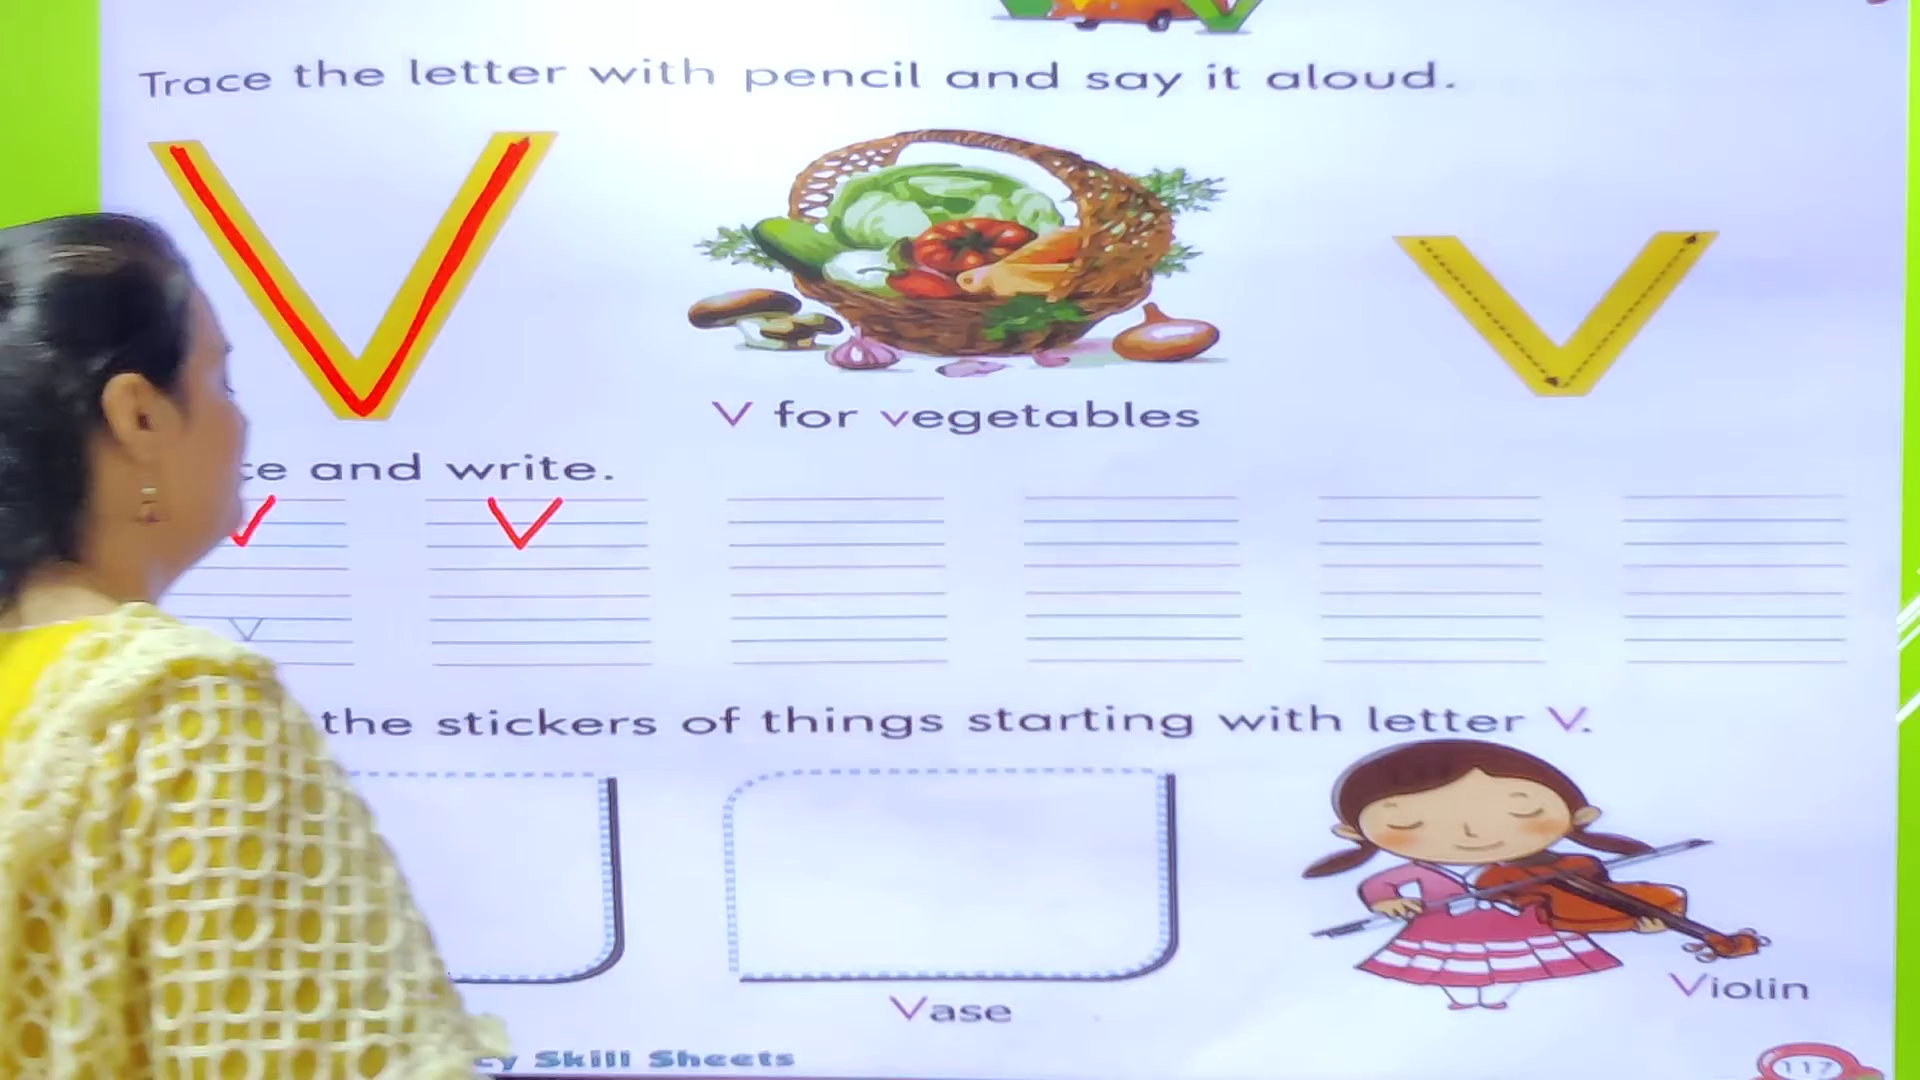 Trace the letter with pencil and say it aloud.
V
v
V for vegetables
and write.
V V
v
the stickers of things starting with letter V.
Vase
Violin
Skill Sheets
117